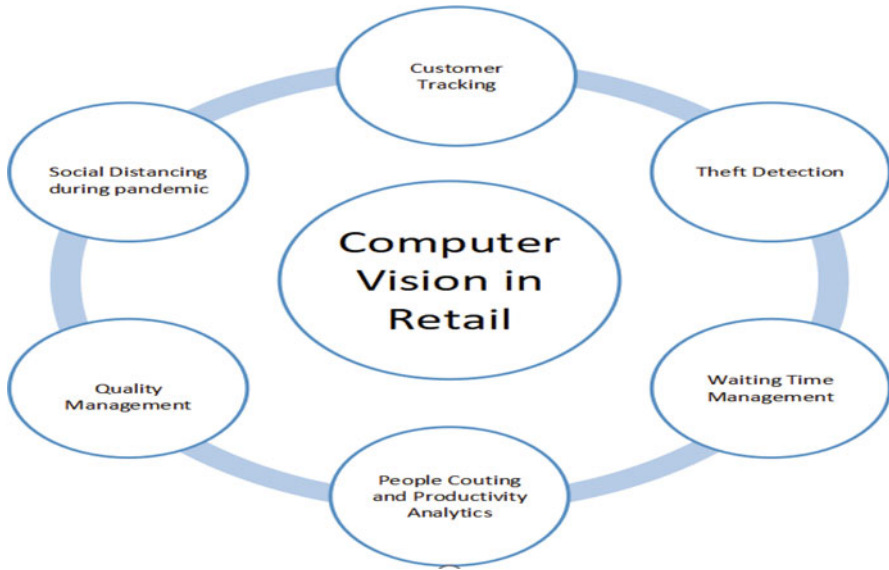 Customer
Tracking
Social Distancing
during pandemic
Theft Detection
Computer
Vision in
Retail
Quality
Management
Waiting Time
Management
People Couting
and Productivity
Analytics